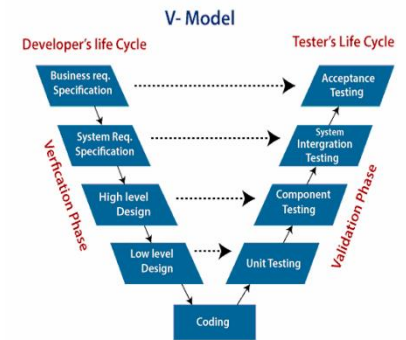 V- Model
Developer's life Cycle
Tester's Life Cycle
Business req.
Specification
Acceptance
Testing
System Req.
Specification
System
Intergration
Testing
High level
Design
Component
Testing
Low level
Design
Unit Testing
Coding
Verfication Phase
Validation Phase